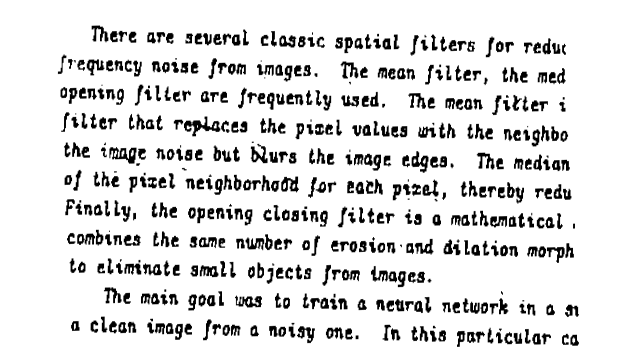 There are several classic spatial filters for reduc
frequency noise from images. The mean filter, the med
opening filter are frequently used. The mean filter i
filter that replaces the pixel values with the neighbo
the image noise but blurs the image edges. The median
of the pixel neighborhood for each pixel, thereby redu
Finally, the opening closing filter is a mathematical
combines the same number of erosion and dilation morph
to eliminate small objects from images.
The main goal was to train a neural network in a
a clean image from a noisy one. In this particular ca